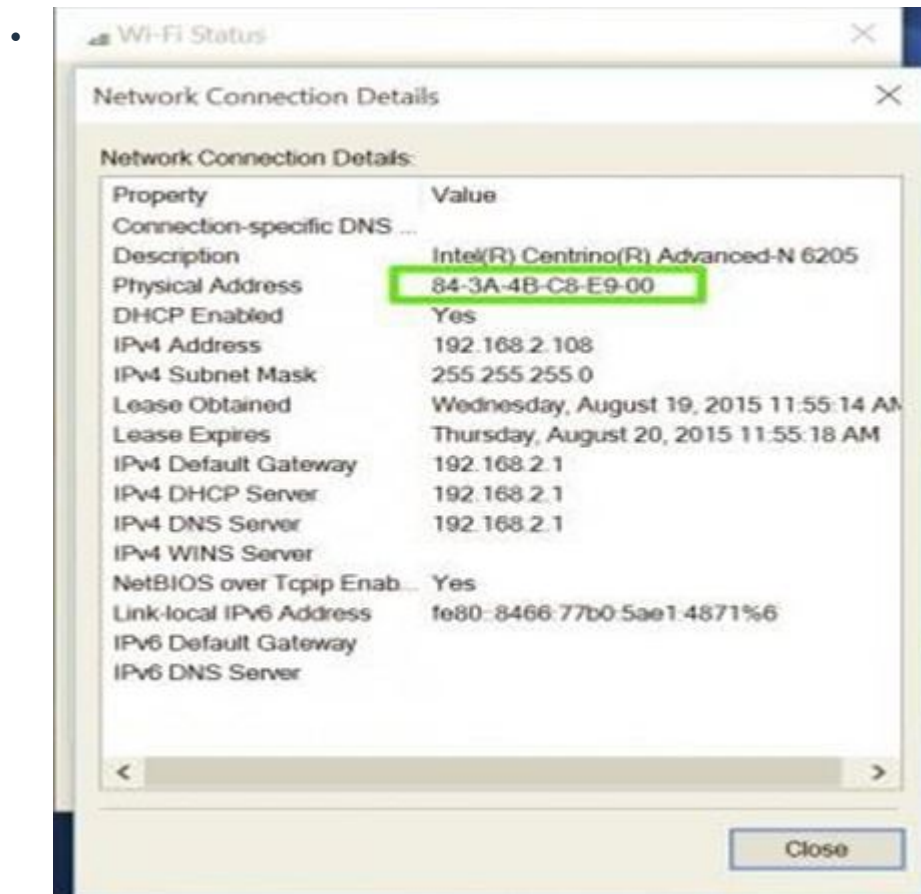 Wi-Fi Status
Network Connection Details
Network Connection Details:
Property Value
Connection-specific DNS ...
Description Intel(R) Centrino(R) Advanced-N 6205
Physical Address 84-3A-4B-C8-E9-00
DHCP Enabled Yes
IPv4 Address 192.168.2.108
IPv4 Subnet Mask 255.255.255.0
Lease Obtained Wednesday, August 19, 2015 11:55:14 AM
Lease Expires Thursday, August 20, 2015 11:55:18 AM
IPv4 Default Gateway 192.168.2.1
IPv4 DHCP Server 192.168.2.1
IPv4 DNS Server 192.168.2.1
IPv4 WINS Server
NetBIOS over Tcpip Enab... Yes
Link-local IPv6 Address fe80::8466:77b0:5ae1:4871%6
IPv6 Default Gateway
IPv6 DNS Server
Close